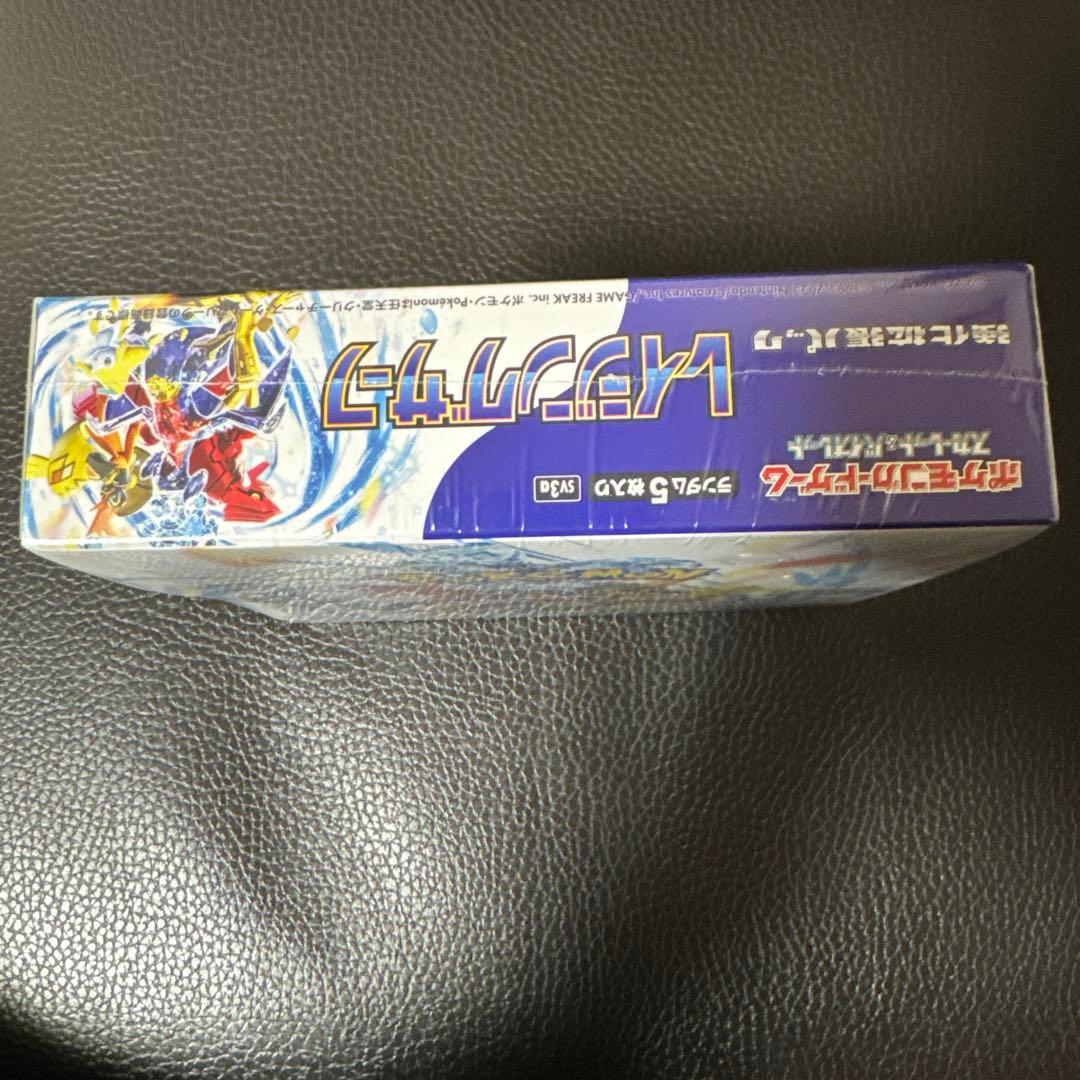 ポケモンカードゲーム
スカーレット&バイオレット
強化拡張パック
ランダム5枚入り
sv3a
レイジングサーフ
Nintendo/Creatures Inc./GAME FREAK inc. ポケモン・Pokémonは任天堂・クリーチャーズ・ゲームフリークの登録商標です。